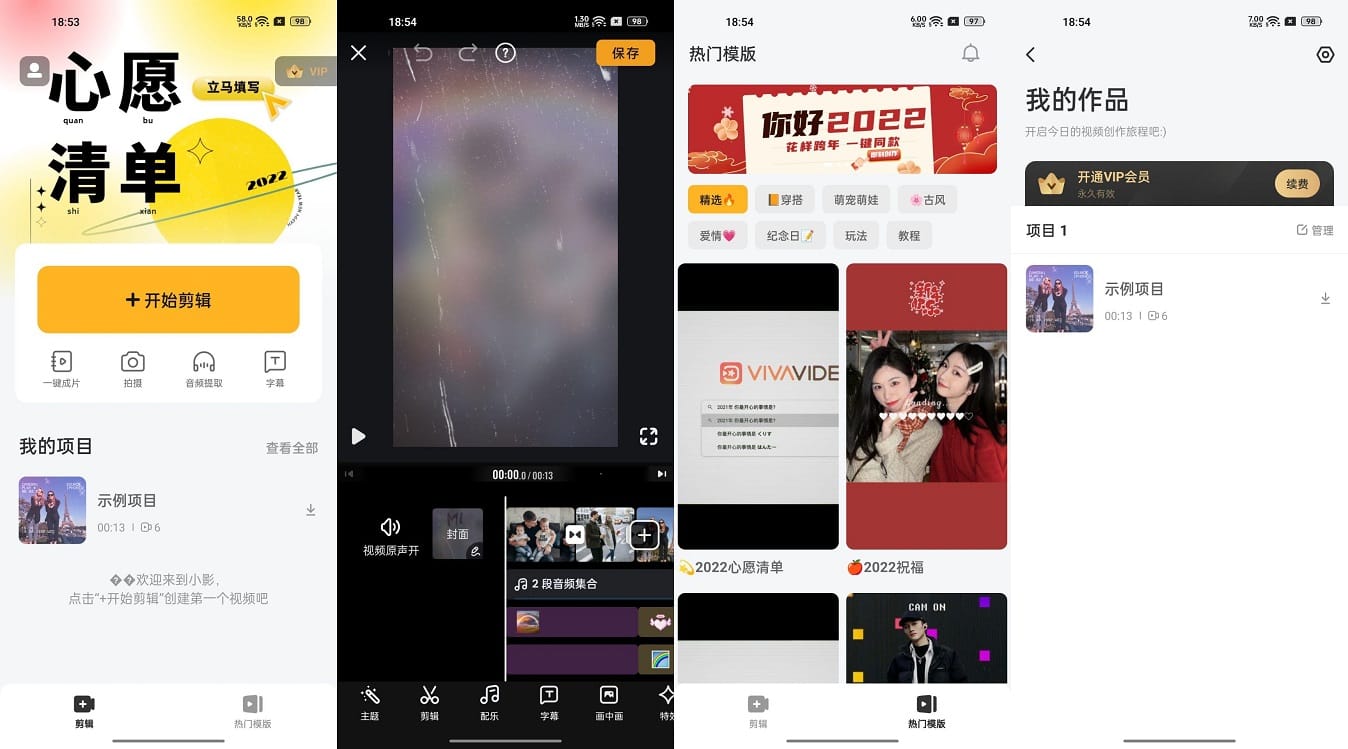 18:53
58.0 KB/S
98
心愿
quan bu
立马填写
VIP
清单
shi xian
2022
开始剪辑
一键成片
拍摄
音频提取
字幕
我的项目
查看全部
示例项目
00:13
6
��欢迎来到小影，
点击“+开始剪辑”创建第一个视频吧
剪辑
热门模版
18:54
1.30 MB/S
98
保存
00:00.0 / 00:13
视频原声开
封面
2 段音频集合
主题
剪辑
配乐
字幕
画中画
特效
18:54
6.00 KB/S
97
热门模版
你好2022
花样跨年 一键同款
精选🔥
穿搭
萌宠萌娃
🌸古风
爱情💗
纪念日📝
玩法
教程
VIVAVIDE
2021年 你最开心的事情是?
2021年 你最开心的事情是?
你最开心的事情是 くりす
你最开心的事情是 はんたー
Loading...
💫2022心愿清单
🍎2022祝福
CAM ON
剪辑
热门模版
18:54
7.00 KB/S
98
我的作品
开启今日的视频创作旅程吧:)
开通VIP会员
永久有效
续费
项目 1
管理
示例项目
00:13
6